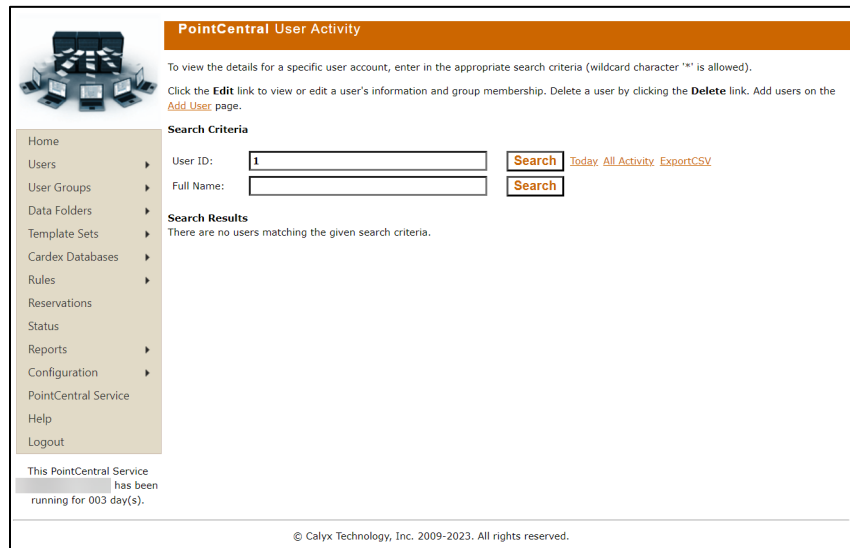 PointCentral User Activity
To view the details for a specific user account, enter in the appropriate search criteria (wildcard character '*' is allowed).
Click the Edit link to view or edit a user's information and group membership. Delete a user by clicking the Delete link. Add users on the
Add User page.
Search Criteria
User ID: 1 Search Today All Activity ExportCSV
Full Name: Search
Search Results
There are no users matching the given search criteria.
Home
Users
User Groups
Data Folders
Template Sets
Cardex Databases
Rules
Reservations
Status
Reports
Configuration
PointCentral Service
Help
Logout
This PointCentral Service
has been
running for 003 day(s).
© Calyx Technology, Inc. 2009-2023. All rights reserved.